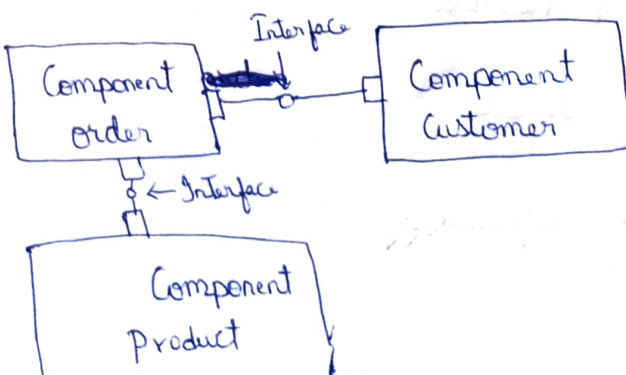 Interface
Component
order
Component
Customer
← Interface
Component
Product